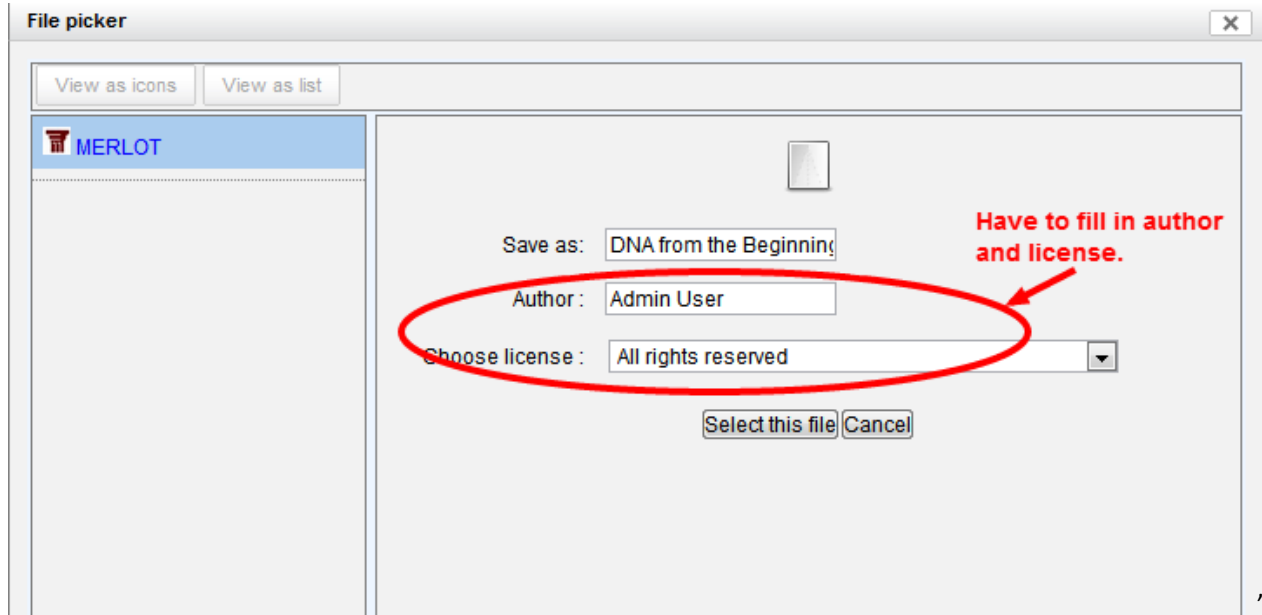 File picker
View as icons View as list
MERLOT
Have to fill in author
and license.
Save as: DNA from the Beginning
Author : Admin User
Choose license : All rights reserved
Select this file Cancel
,